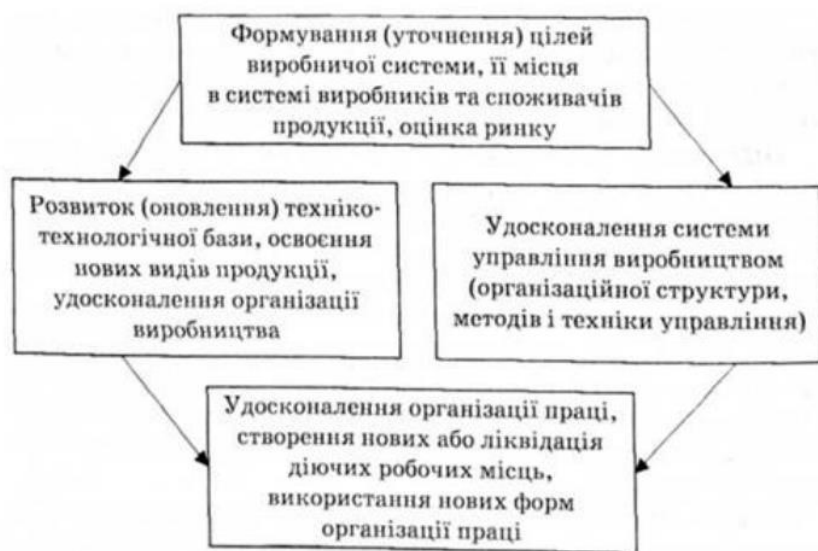 Формування (уточнення) цілей
виробничої системи, її місця
в системі виробників та споживачів
продукції, оцінка ринку
Розвиток (оновлення) техніко-
технологічної бази, освоєння
нових видів продукції,
удосконалення організації
виробництва
Удосконалення системи
управління виробництвом
(організаційної структури,
методів і техніки управління)
Удосконалення організації праці,
створення нових або ліквідація
діючих робочих місць,
використання нових форм
організації праці